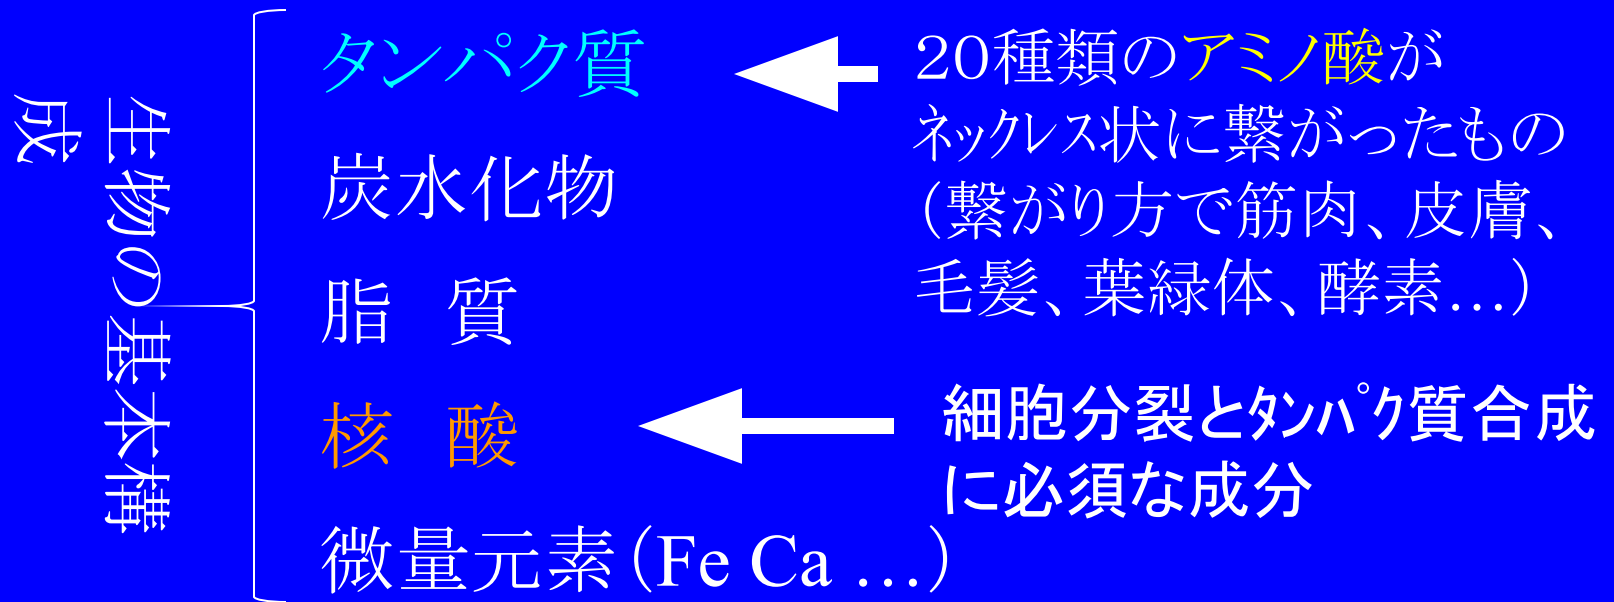 生物の基本構
成
タンパク質
20種類のアミノ酸が
ネックレス状に繋がったもの
（繋がり方で筋肉、皮膚、
毛髪、葉緑体、酵素…）
炭水化物
脂　質
核　酸
細胞分裂とﾀﾝﾊﾟｸ質合成
に必須な成分
微量元素（Fe Ca …）